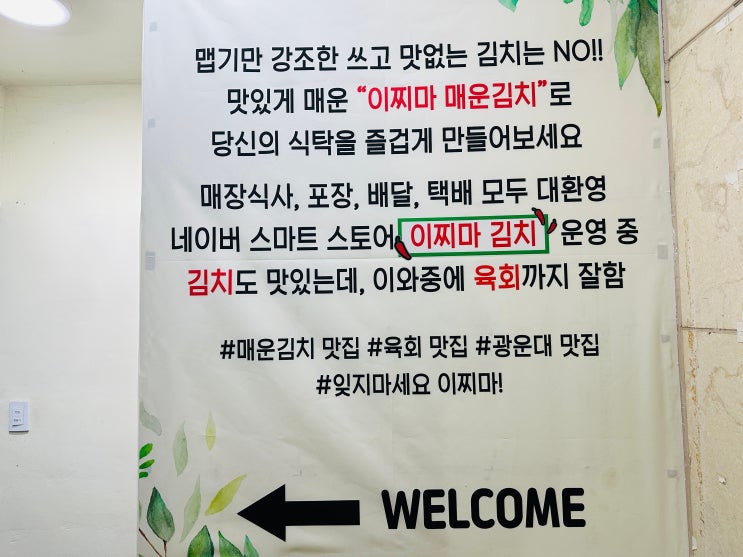 맵기만 강조한 쓰고 맛없는 김치는 NO!!
맛있게 매운 “이찌마 매운김치”로
당신의 식탁을 즐겁게 만들어보세요
매장식사, 포장, 배달, 택배 모두 대환영
네이버 스마트 스토어 이찌마 김치 운영 중
김치도 맛있는데, 이와중에 육회까지 잘함
#매운김치 맛집 #육회 맛집 #광운대 맛집
#잊지마세요 이찌마!
WELCOME